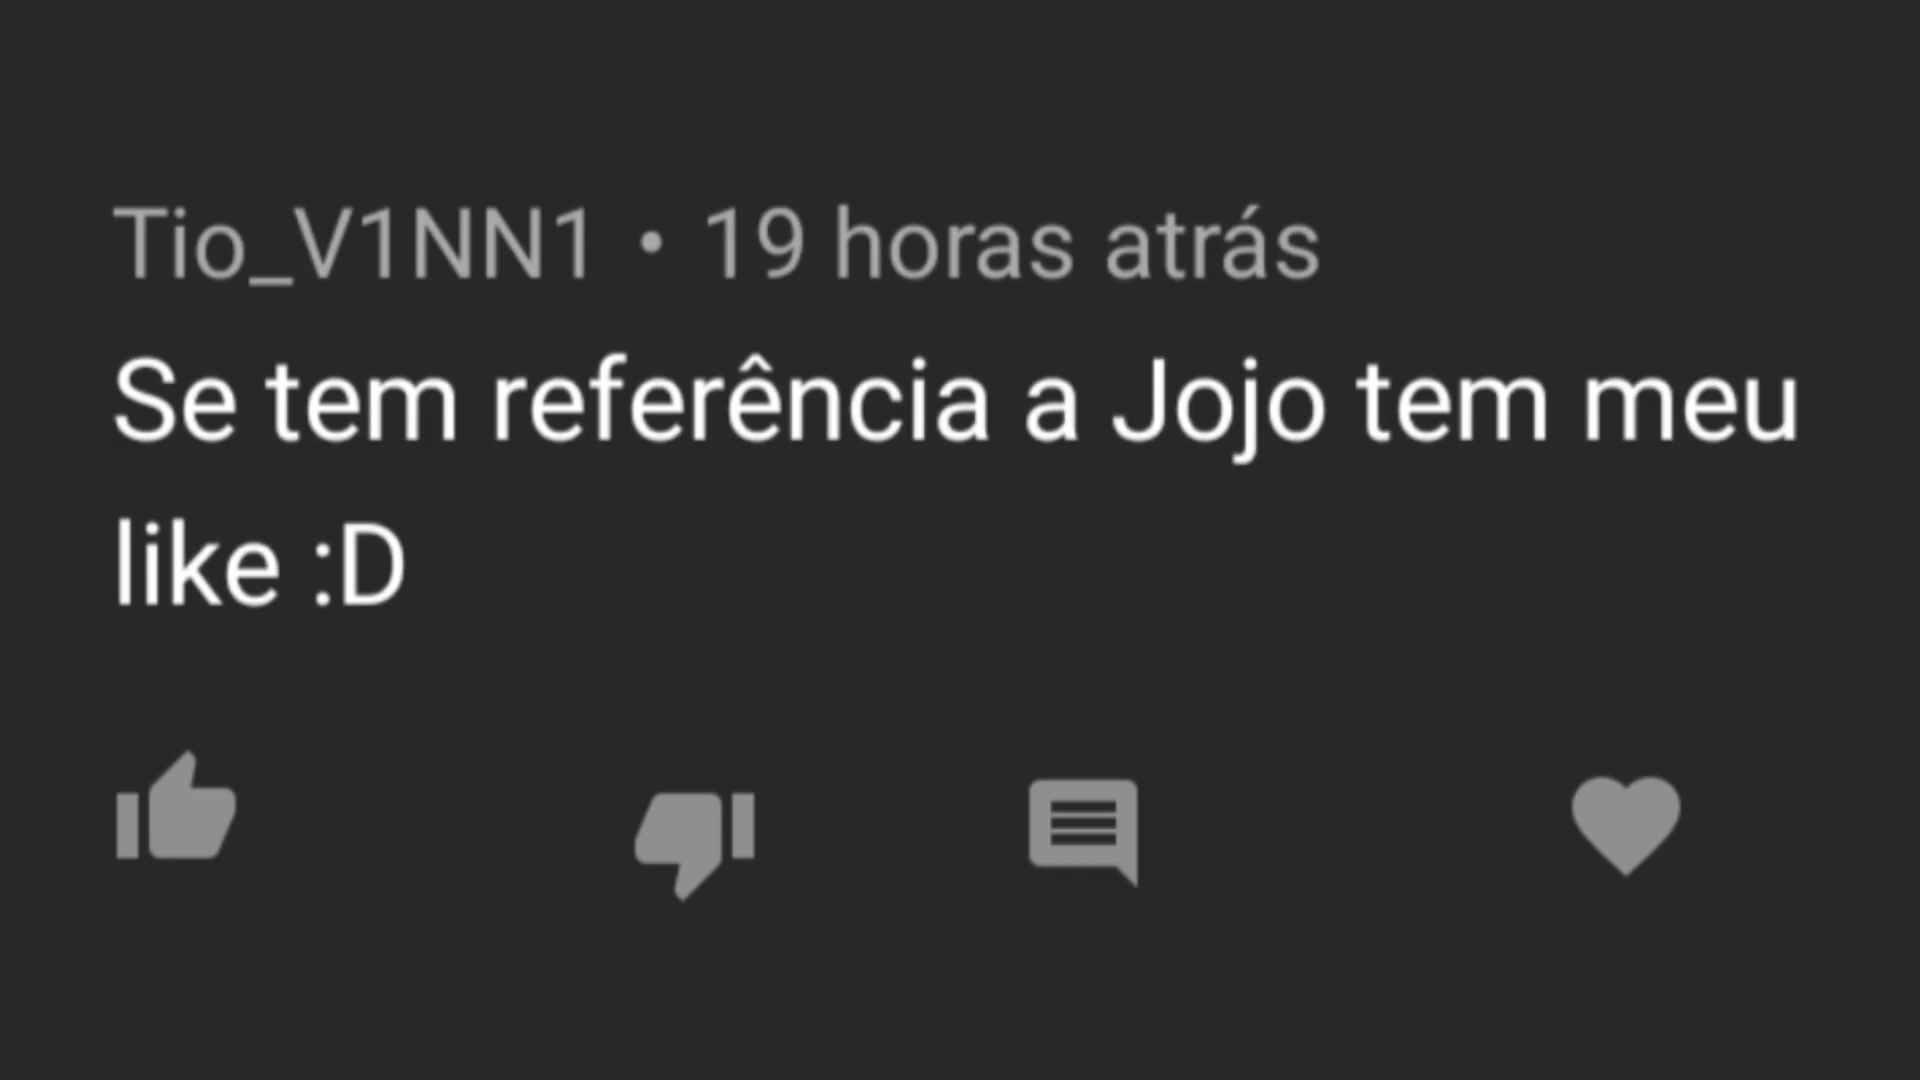 Tio_V1NN1 • 19 horas atrás
Se tem referência a Jojo tem meu
like :D